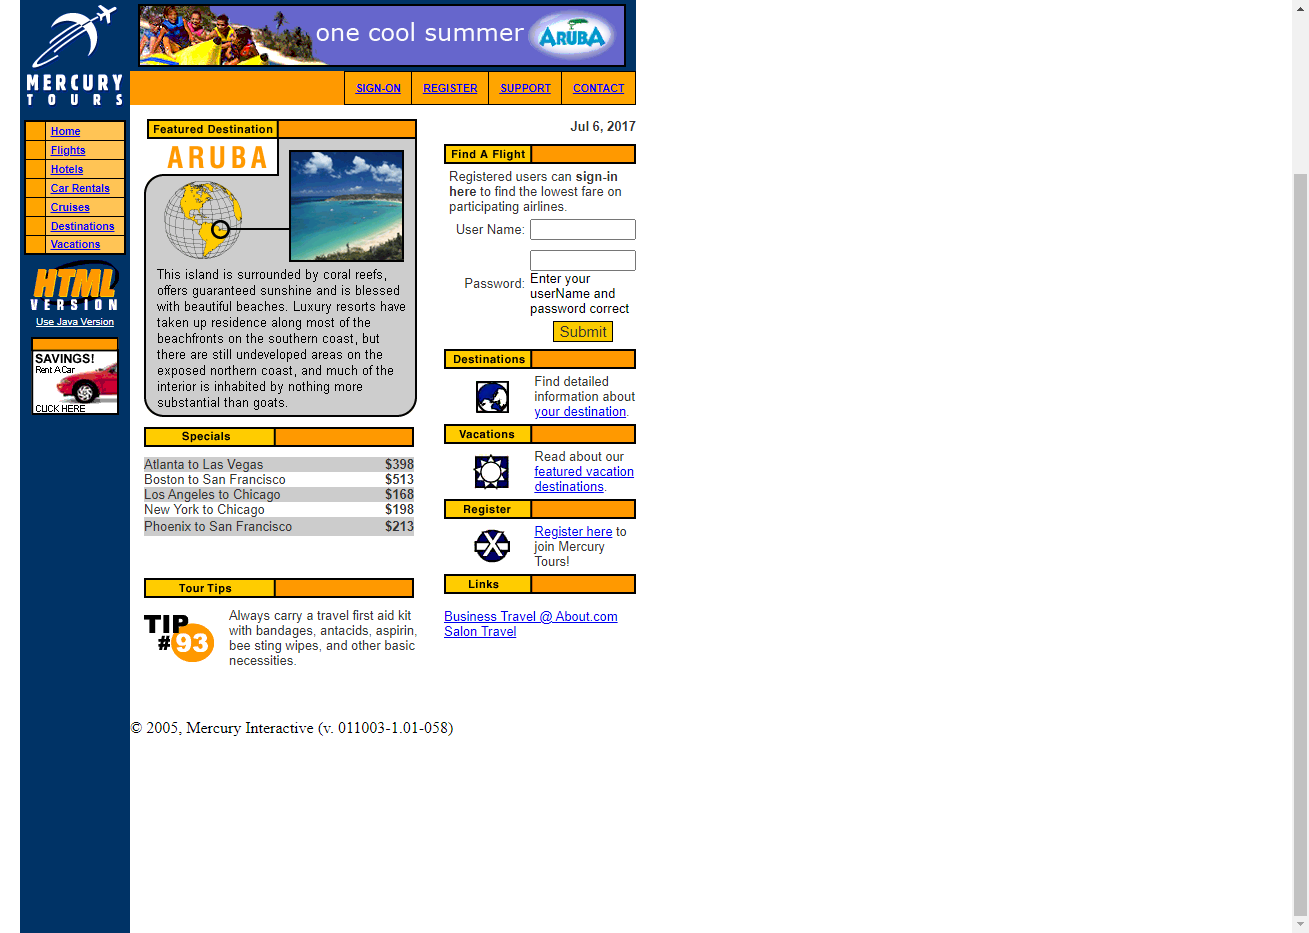 one cool summer ARUBA
MERCURY
TOURS
SIGN-ON REGISTER SUPPORT CONTACT
Home
Flights
Hotels
Car Rentals
Cruises
Destinations
Vacations
HTML
VERSION
Use Java Version
SAVINGS!
Rent A Car
CLICK HERE
Featured Destination
ARUBA
This island is surrounded by coral reefs,
offers guaranteed sunshine and is blessed
with beautiful beaches. Luxury resorts have
taken up residence along most of the
beachfronts on the southern coast, but
there are still undeveloped areas on the
exposed northern coast, and much of the
interior is inhabited by nothing more
substantial than goats.
Specials
Atlanta to Las Vegas $398
Boston to San Francisco $513
Los Angeles to Chicago $168
New York to Chicago $198
Phoenix to San Francisco $213
Tour Tips
TIP
#93
Always carry a travel first aid kit
with bandages, antacids, aspirin,
bee sting wipes, and other basic
necessities.
Jul 6, 2017
Find A Flight
Registered users can sign-in
here to find the lowest fare on
participating airlines.
User Name:
Password:
Enter your
userName and
password correct
Submit
Destinations
Find detailed
information about
your destination.
Vacations
Read about our
featured vacation
destinations.
Register
Register here to
join Mercury
Tours!
Links
Business Travel @ About.com
Salon Travel
© 2005, Mercury Interactive (v. 011003-1.01-058)